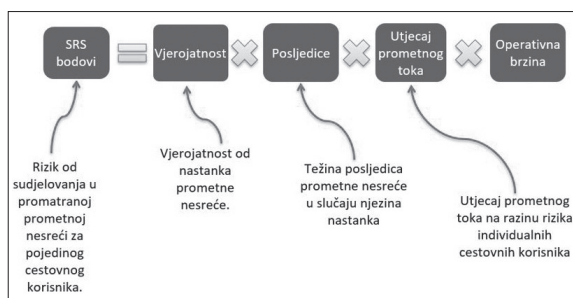 SRS
bodovi
Vjerojatnost
Posljedice
Utjecaj
prometnog
toka
Operativna
brzina
Rizik od
sudjelovanja u
promatranoj
prometnoj
nesreći za
pojedinog
cestovnog
korisnika.
Vjerojatnost od
nastanka
prometne
nesreće.
Težina posljedica
prometne nesreće
u slučaju njezina
nastanka
Utjecaj prometnog
toka na razinu rizika
individualnih
cestovnih korisnika